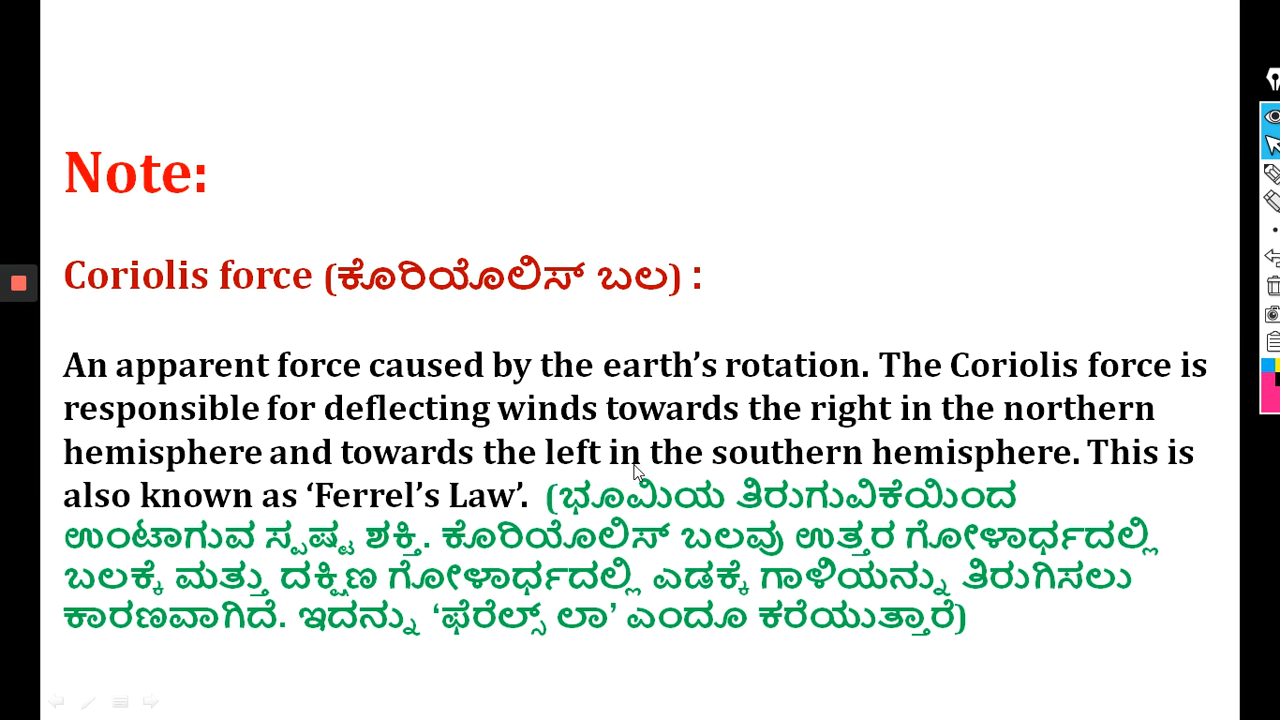 Note:
Coriolis force (ಕೊರಿಯೊಲಿಸ್ ಬಲ) :
An apparent force caused by the earth’s rotation. The Coriolis force is
responsible for deflecting winds towards the right in the northern
hemisphere and towards the left in the southern hemisphere. This is
also known as ‘Ferrel’s Law’. (ಭೂಮಿಯ ತಿರುಗುವಿಕೆಯಿಂದ
ಉಂಟಾಗುವ ಸ್ಪಷ್ಟ ಶಕ್ತಿ. ಕೊರಿಯೊಲಿಸ್ ಬಲವು ಉತ್ತರ ಗೋಳಾರ್ಧದಲ್ಲಿ
ಬಲಕ್ಕೆ ಮತ್ತು ದಕ್ಷಿಣ ಗೋಳಾರ್ಧದಲ್ಲಿ ಎಡಕ್ಕೆ ಗಾಳಿಯನ್ನು ತಿರುಗಿಸಲು
ಕಾರಣವಾಗಿದೆ. ಇದನ್ನು ‘ಫೆರೆಲ್ಸ್ ಲಾ’ ಎಂದೂ ಕರೆಯುತ್ತಾರೆ)